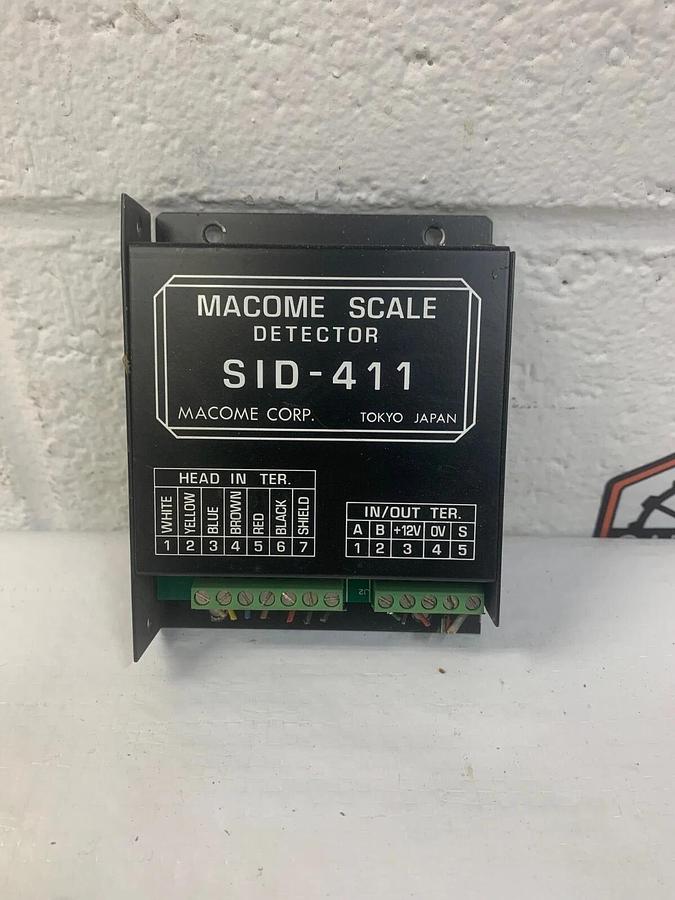 MACOME SCALE
DETECTOR
SID-411
MACOME CORP. TOKYO JAPAN
HEAD IN TER.
WHITE YELLOW BLUE BROWN RED BLACK SHIELD
1 2 3 4 5 6 7
IN/OUT TER.
A B +12V 0V S
1 2 3 4 5
J2